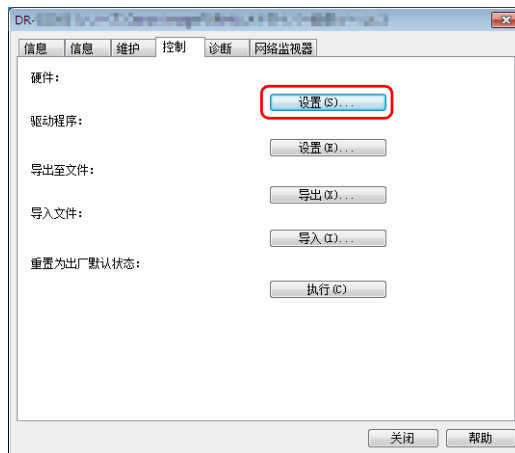 DR-
信息 信息 维护 控制 诊断 网络监视器
硬件:
设置(S)...
驱动程序:
设置(E)...
导出至文件:
导出(X)...
导入文件:
导入(I)...
重置为出厂默认状态:
执行(C)
关闭 帮助